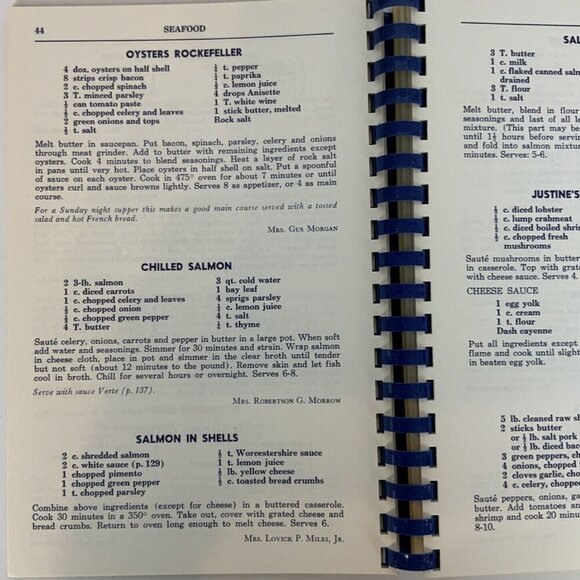 44 SEAFOOD
OYSTERS ROCKEFELLER
4 doz. oysters on half shell
8 strips crisp bacon
2 c. chopped spinach
3 T. minced parsley
½ can tomato paste
½ c. chopped celery and leaves
2 green onions and tops
½ t. salt
½ t. pepper
½ t. paprika
¼ c. lemon juice
4 drops Anisette
1 T. white wine
1 stick butter, melted
Rock salt
Melt butter in saucepan. Put bacon, spinach, parsley, celery and onions
through meat grinder. Add to butter with remaining ingredients except
oysters. Cook 4 minutes to blend seasonings. Heat a layer of rock salt
in pans until very hot. Place oysters in half shell on salt. Put a spoonful
of sauce on each oyster. Cook in 475° oven for about 7 minutes or until
oysters curl and sauce browns lightly. Serves 8 as appetizer, or 4 as main
course.
For a Sunday night supper this makes a good main course served with a tossed
salad and hot French bread.
Mrs. Gus Morgan
CHILLED SALMON
2 3-lb. salmon
1 c. diced carrots
1 c. chopped celery and leaves
½ c. chopped onion
½ c. chopped green pepper
4 T. butter
3 qt. cold water
1 bay leaf
4 sprigs parsley
½ c. lemon juice
4 t. salt
½ t. thyme
Sauté celery, onions, carrots and pepper in butter in a large pot. When soft
add water and seasonings. Simmer for 30 minutes and strain. Wrap salmon
in cheese cloth, place in pot and simmer in the clear broth until tender
but not soft (about 12 minutes to the pound). Remove skin and let fish
cool in broth. Chill for several hours or overnight. Serves 6-8.
Serve with sauce Verte (p. 137).
Mrs. Robertson G. Morrow
SALMON IN SHELLS
2 c. shredded salmon
2 c. white sauce (p. 129)
1 chopped pimento
1 chopped green pepper
1 t. chopped parsley
½ t. Worcestershire sauce
1 t. lemon juice
½ lb. yellow cheese
½ c. toasted bread crumbs
Combine above ingredients (except for cheese) in a buttered casserole.
Cook 30 minutes in a 350° oven. Take out, cover with grated cheese and
bread crumbs. Return to oven long enough to melt cheese. Serves 6.
Mrs. Lovick P. Miles, Jr.
SAL
3 T. butter
1 c. milk
1 c. flaked canned salm
drained
3 T. flour
1 t. salt
Melt butter, blend in flour
seasonings and last of all le
mixture. (This part may b
until 1½ hours before servin
and fold into salmon mixtur
minutes. Serves: 5-6.
JUSTINE'S
½ c. diced lobster
½ c. lump crabmeat
½ c. diced boiled shrin
½ c. chopped fresh
mushrooms
Sauté mushrooms in butter
in casserole. Top with grate
with cheese sauce. Serves 4.
CHEESE SAUCE
1 egg yolk
1 c. cream
1 t. flour
Dash cayenne
Put all ingredients except
flame and cook until slight
in beaten egg yolk.
5 lb. cleaned raw sh
2 sticks butter
or ½ lb. salt pork
or ½ lb. diced baco
3 green peppers, ch
4 onions, chopped
2 cloves garlic, chop
4 c. celery, chopped
Sauté peppers, onions, ga
butter. Add tomatoes and
shrimp and cook 20 minut
8-10.